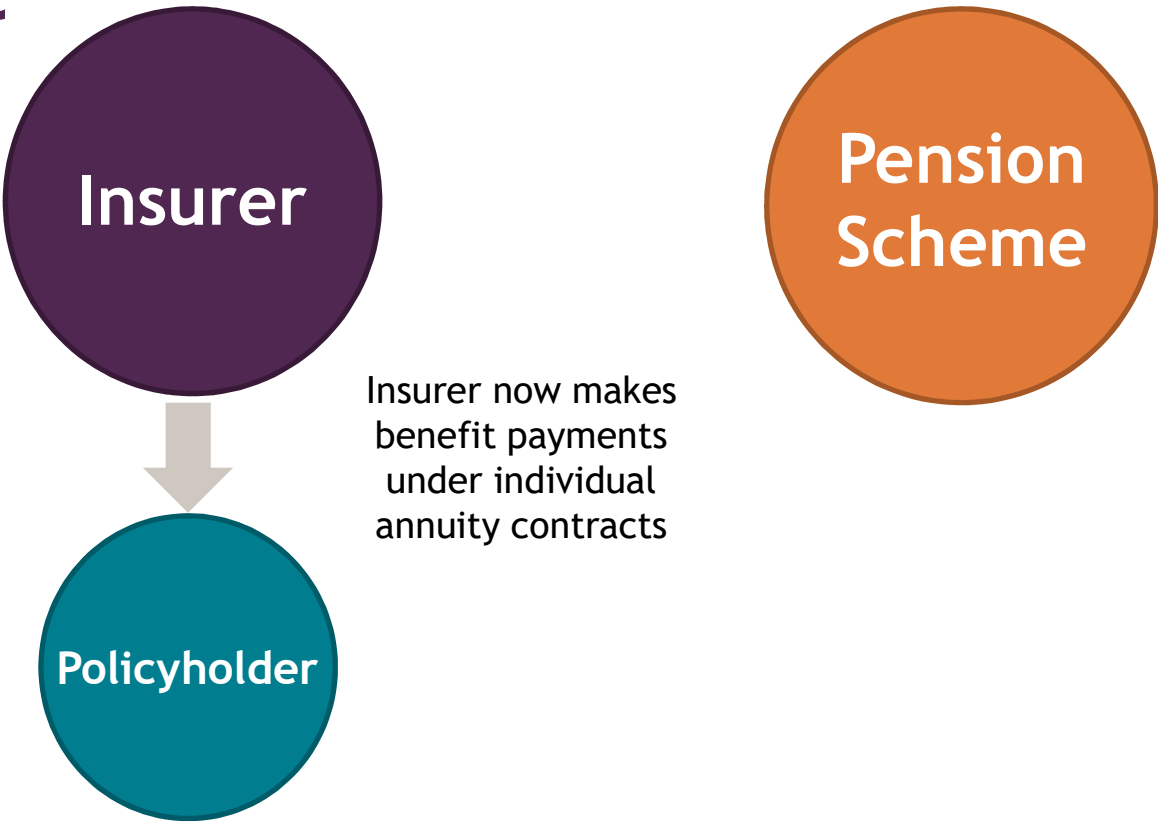 Insurer
Pension
Scheme
Insurer now makes
benefit payments
under individual
annuity contracts
Policyholder